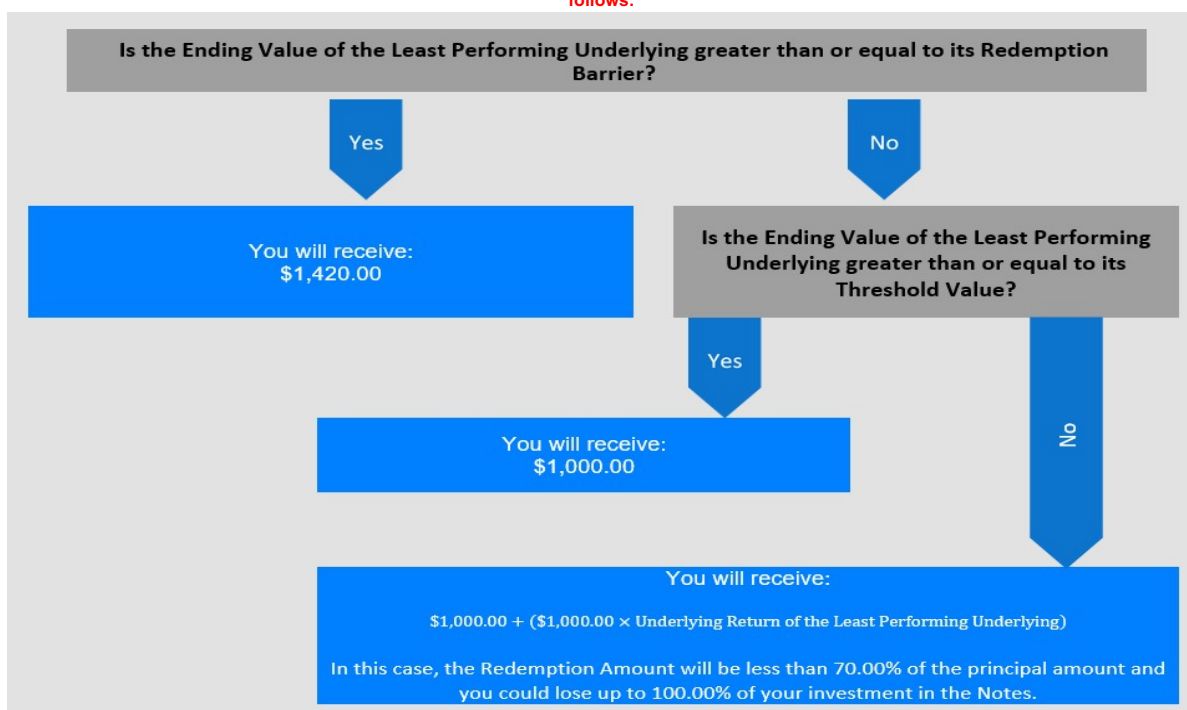 follows:
Is the Ending Value of the Least Performing Underlying greater than or equal to its Redemption
Barrier?
Yes
No
You will receive:
$1,420.00
Is the Ending Value of the Least Performing
Underlying greater than or equal to its
Threshold Value?
Yes
No
You will receive:
$1,000.00
You will receive:
$1,000.00 + ($1,000.00 × Underlying Return of the Least Performing Underlying)
In this case, the Redemption Amount will be less than 70.00% of the principal amount and
you could lose up to 100.00% of your investment in the Notes.